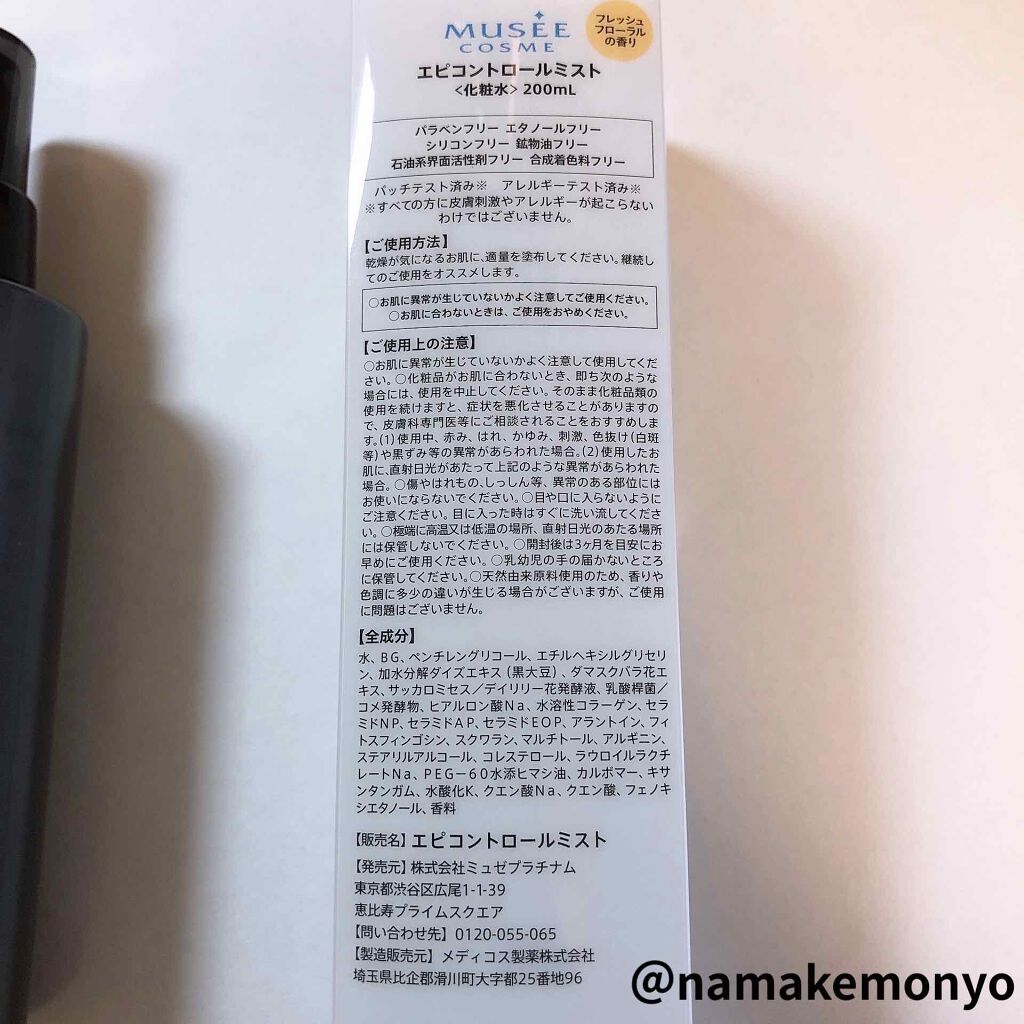 MUSÉE
COSME
フレッシュ
フローラル
の香り
エピコントロールミスト
<化粧水> 200mL
パラベンフリー エタノールフリー
シリコンフリー 鉱物油フリー
石油系界面活性剤フリー 合成着色料フリー
パッチテスト済み※ アレルギーテスト済み※
※すべての方に皮膚刺激やアレルギーが起こらない
わけではございません。
【ご使用方法】
乾燥が気になるお肌に、適量を塗布してください。継続し
てのご使用をオススメします。
○お肌に異常が生じていないかよく注意してご使用ください。
○お肌に合わないときは、ご使用をおやめください。
【ご使用上の注意】
○お肌に異常が生じていないかよく注意して使用してくだ
さい。○化粧品がお肌に合わないとき、即ち次のような
場合には、使用を中止してください。そのまま化粧品類の
使用を続けますと、症状を悪化させることがありますの
で、皮膚科専門医等にご相談されることをおすすめしま
す。(1)使用中、赤み、はれ、かゆみ、刺激、色抜け(白斑
等)や黒ずみ等の異常があらわれた場合。(2)使用したお
肌に、直射日光があたって上記のような異常があらわれた
場合。○傷やはれもの、しっしん等、異常のある部位には
お使いにならないでください。○目や口に入らないように
ご注意ください。目に入った時はすぐに洗い流してくださ
い。○極端に高温又は低温の場所、直射日光のあたる場所
には保管しないでください。○開封後は3ヶ月を目安にお
早めにご使用ください。○乳幼児の手の届かないところ
に保管してください。○天然由来原料使用のため、香りや
色調に多少の違いが生じる場合がございますが、ご使用
に問題はございません。
【全成分】
水、BG、ペンチレングリコール、エチルヘキシルグリセリ
ン、加水分解ダイズエキス(黒大豆)、ダマスクバラ花エ
キス、サッカロミセス/デイリリー花発酵液、乳酸桿菌/
コメ発酵物、ヒアルロン酸Na、水溶性コラーゲン、セラ
ミドNP、セラミドAP、セラミドEOP、アラントイン、フィ
トスフィンゴシン、スクワラン、マルチトール、アルギニン、
ステアリルアルコール、コレステロール、ラウロイルラクチ
レートNa、PEG-60水添ヒマシ油、カルボマー、キサ
ンタンガム、水酸化K、クエン酸Na、クエン酸、フェノキ
シエタノール、香料
【販売名】エピコントロールミスト
【発売元】株式会社ミュゼプラチナム
東京都渋谷区広尾1-1-39
恵比寿プライムスクエア
【問い合わせ先】0120-055-065
【製造販売元】メディコス製薬株式会社
埼玉県比企郡滑川町大字都25番地96
@namakemonyo